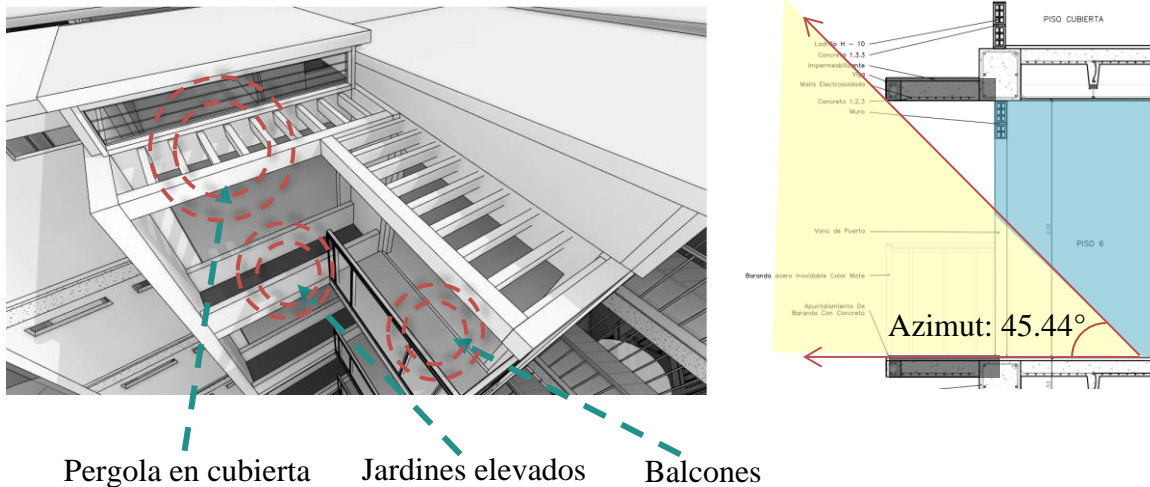 PISO CUBIERTA
Ladrillo H - 10
Concreto 1.3.3
Impermeabilizante
Viga
Malla Electrosoldada
Concreto 1.2.3
Muro
Vano de Puerta
PISO 6
Baranda acero Inoxidable Color Mate
Apuntalamiento De
Baranda Con Concreto
Azimut: 45.44°
Pergola en cubierta
Jardines elevados
Balcones